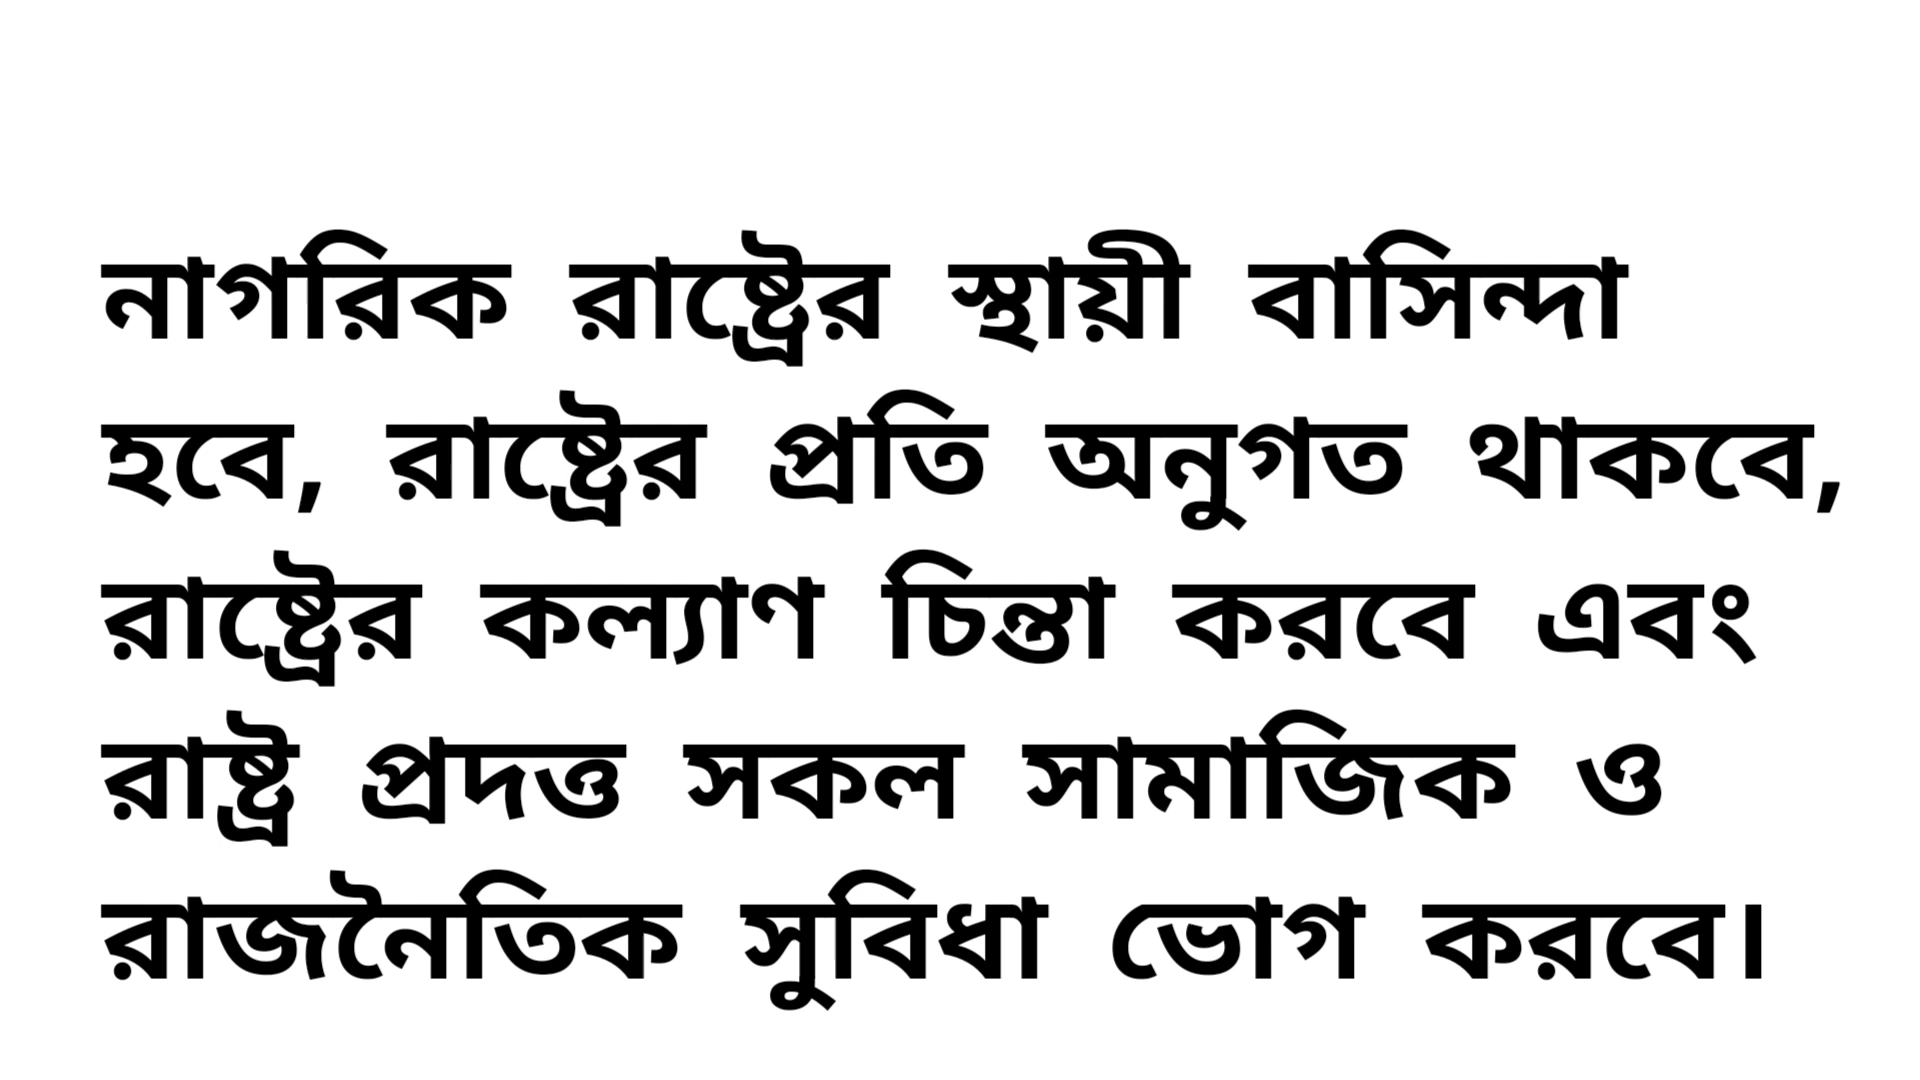 নাগরিক রাষ্ট্রের স্থায়ী বাসিন্দা
হবে, রাষ্ট্রের প্রতি অনুগত থাকবে,
রাষ্ট্রের কল্যাণ চিন্তা করবে এবং
রাষ্ট্র প্রদত্ত সকল সামাজিক ও
রাজনৈতিক সুবিধা ভোগ করবে।